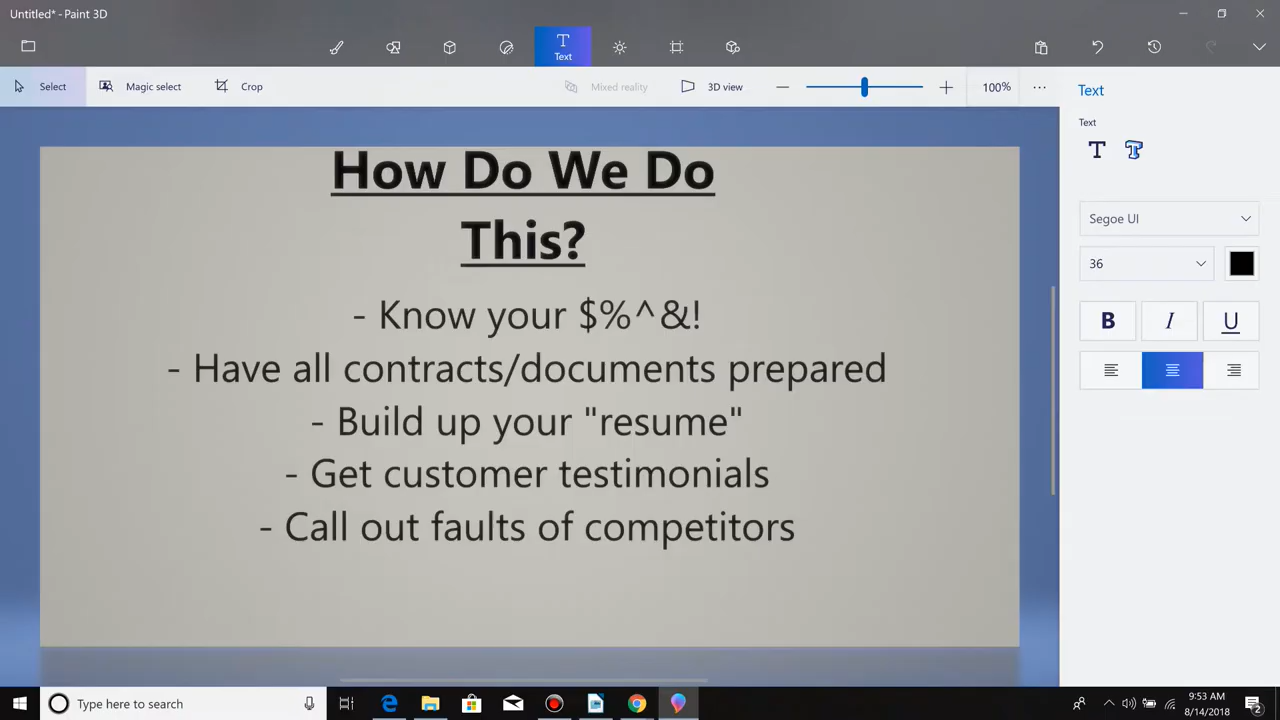 Untitled* - Paint 3D
Text
Select
Magic select
Crop
Mixed reality
3D view
100%
Text
Text
Segoe UI
36
B I U
How Do We Do
This?
- Know your $%^&!
- Have all contracts/documents prepared
- Build up your "resume"
- Get customer testimonials
- Call out faults of competitors
Type here to search
9:53 AM
8/14/2018
2